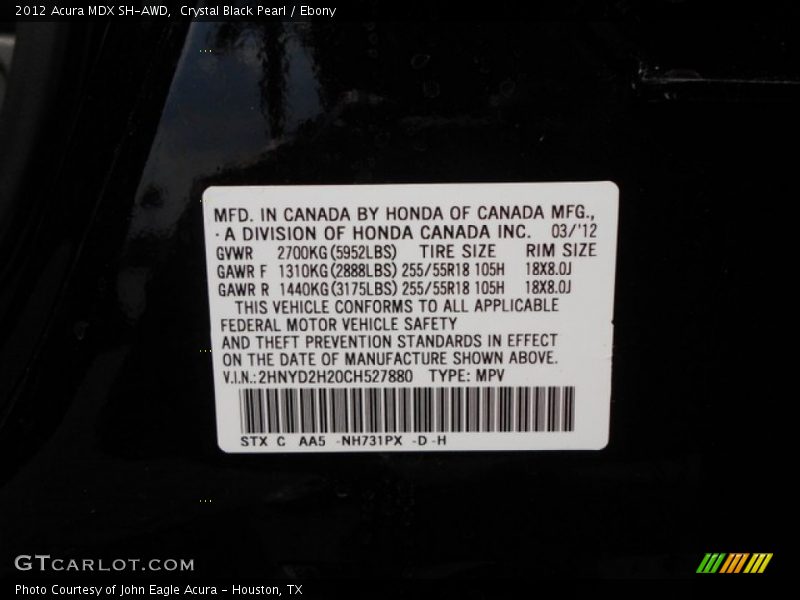 2012 Acura MDX SH-AWD,  Crystal Black Pearl / Ebony
MFD. IN CANADA BY HONDA OF CANADA MFG.,
· A DIVISION OF HONDA CANADA INC.   03/'12
GVWR   2700KG(5952LBS)   TIRE SIZE   RIM SIZE
GAWR F  1310KG(2888LBS) 255/55R18 105H   18X8.0J
GAWR R  1440KG(3175LBS) 255/55R18 105H   18X8.0J
THIS VEHICLE CONFORMS TO ALL APPLICABLE
FEDERAL MOTOR VEHICLE SAFETY
AND THEFT PREVENTION STANDARDS IN EFFECT
ON THE DATE OF MANUFACTURE SHOWN ABOVE.
V.I.N.:2HNYD2H20CH527880   TYPE: MPV
STX  C   AA5  -NH731PX  -D -H
GTCARLOT.COM
Photo Courtesy of John Eagle Acura - Houston, TX